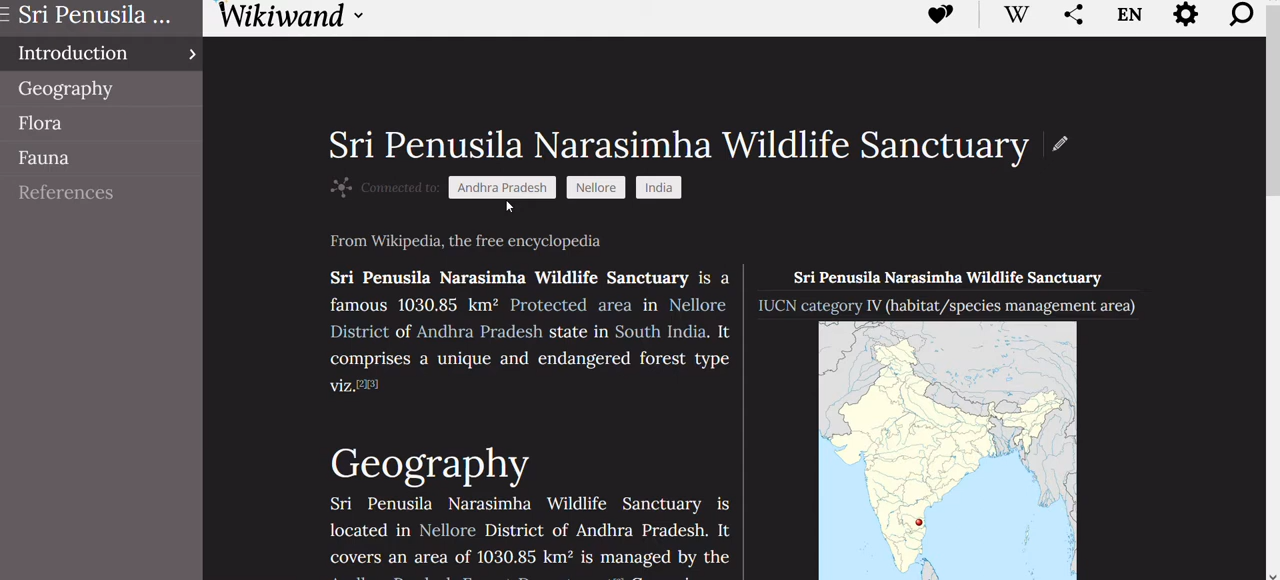 Sri Penusila ...
Introduction
Geography
Flora
Fauna
References
Wikiwand
W
EN
Sri Penusila Narasimha Wildlife Sanctuary
Connected to: Andhra Pradesh Nellore India
From Wikipedia, the free encyclopedia
Sri Penusila Narasimha Wildlife Sanctuary is a
famous 1030.85 km² Protected area in Nellore
District of Andhra Pradesh state in South India. It
comprises a unique and endangered forest type
viz.[2][3]
Geography
Sri Penusila Narasimha Wildlife Sanctuary is
located in Nellore District of Andhra Pradesh. It
covers an area of 1030.85 km² is managed by the
Sri Penusila Narasimha Wildlife Sanctuary
IUCN category IV (habitat/species management area)